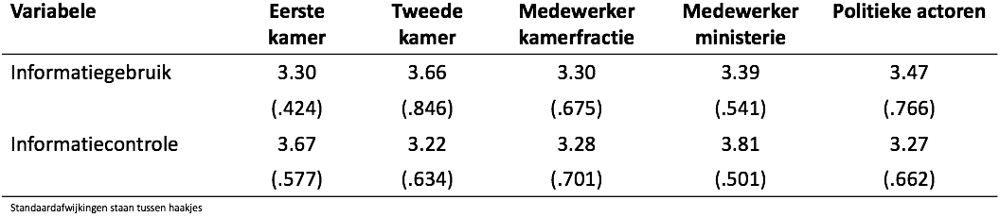 Variabele Eerste kamer Tweede kamer Medewerker kamerfractie Medewerker ministerie Politieke actoren
Informatiegebruik 3.30 3.66 3.30 3.39 3.47
(.424) (.846) (.675) (.541) (.766)
Informatiecontrole 3.67 3.22 3.28 3.81 3.27
(.577) (.634) (.701) (.501) (.662)
Standaardafwijkingen staan tussen haakjes